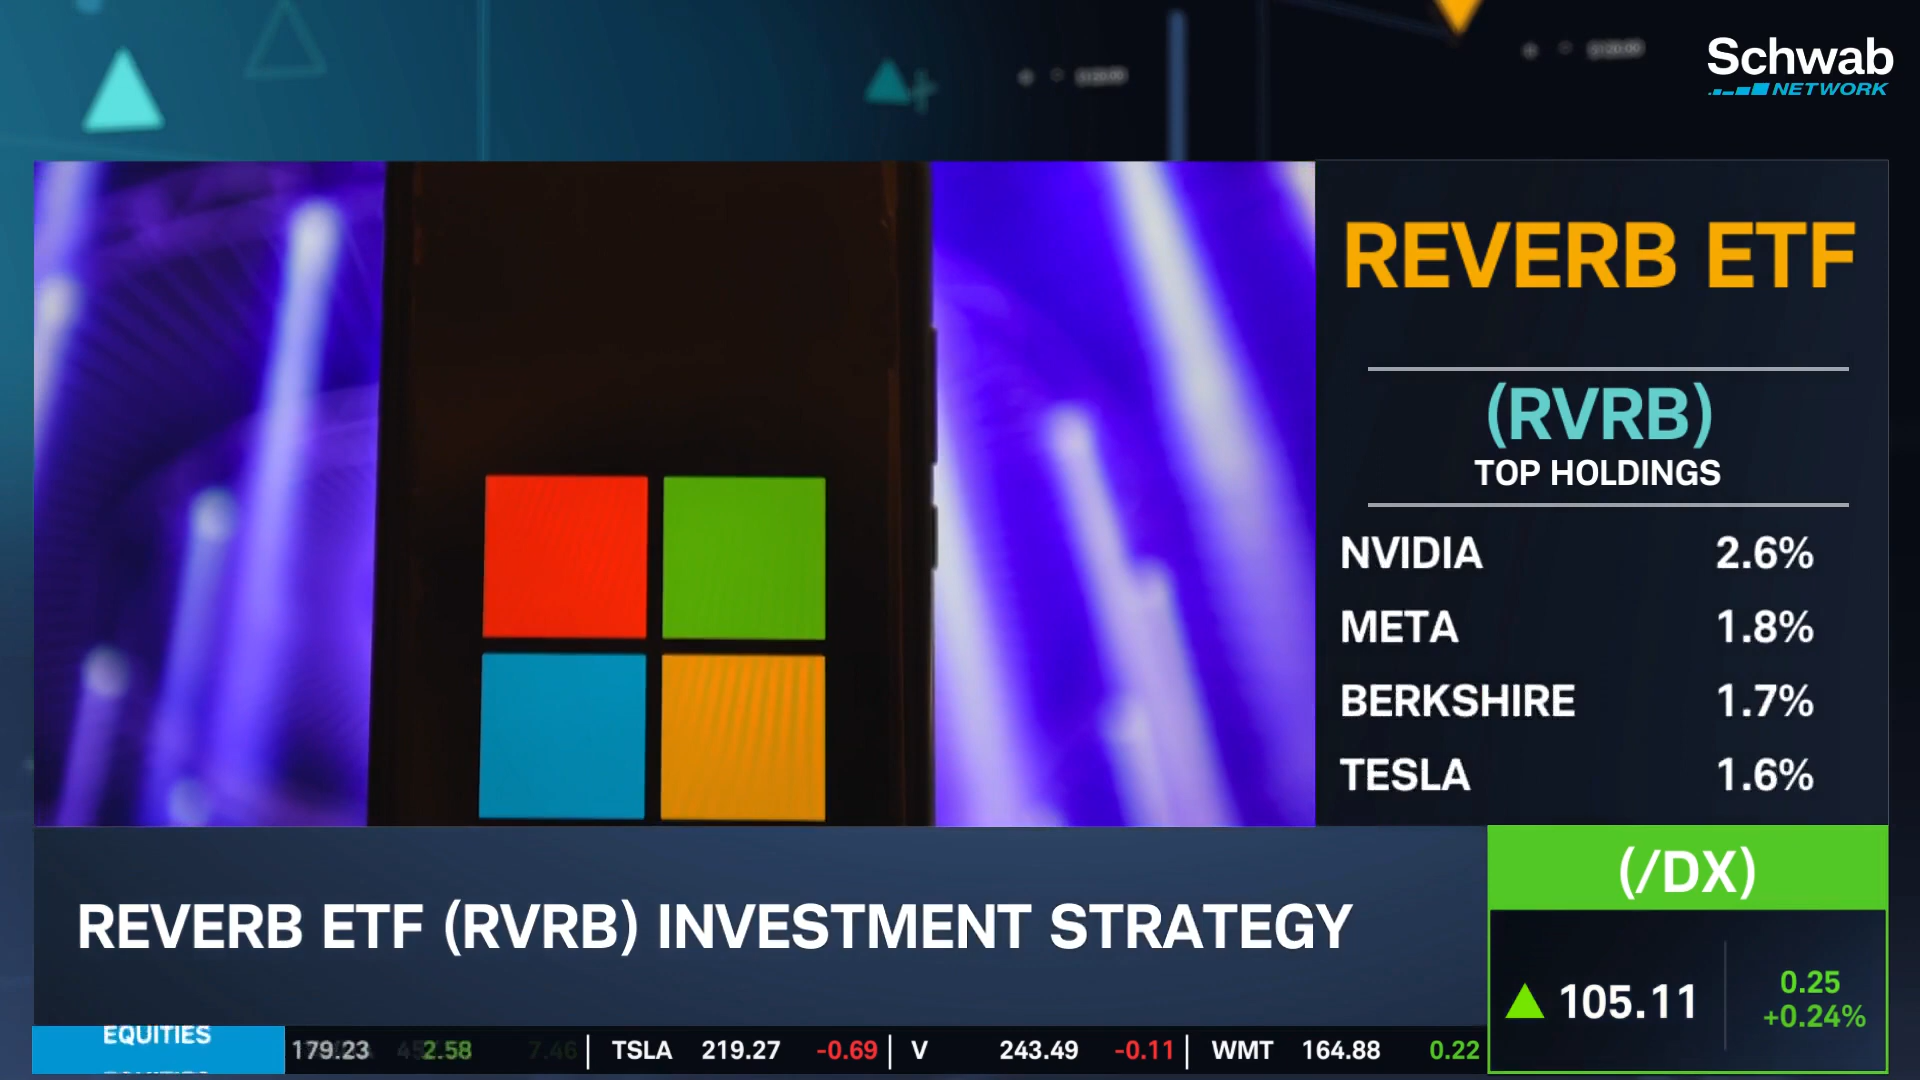 Schwab
NETWORK
REVERB ETF
(RVRB)
TOP HOLDINGS
NVIDIA 2.6%
META 1.8%
BERKSHIRE 1.7%
TESLA 1.6%
REVERB ETF (RVRB) INVESTMENT STRATEGY
(/DX)
105.11
0.25
+0.24%
EQUITIES
179.23 2.58 7.46 TSLA 219.27 -0.69 V 243.49 -0.11 WMT 164.88 0.22